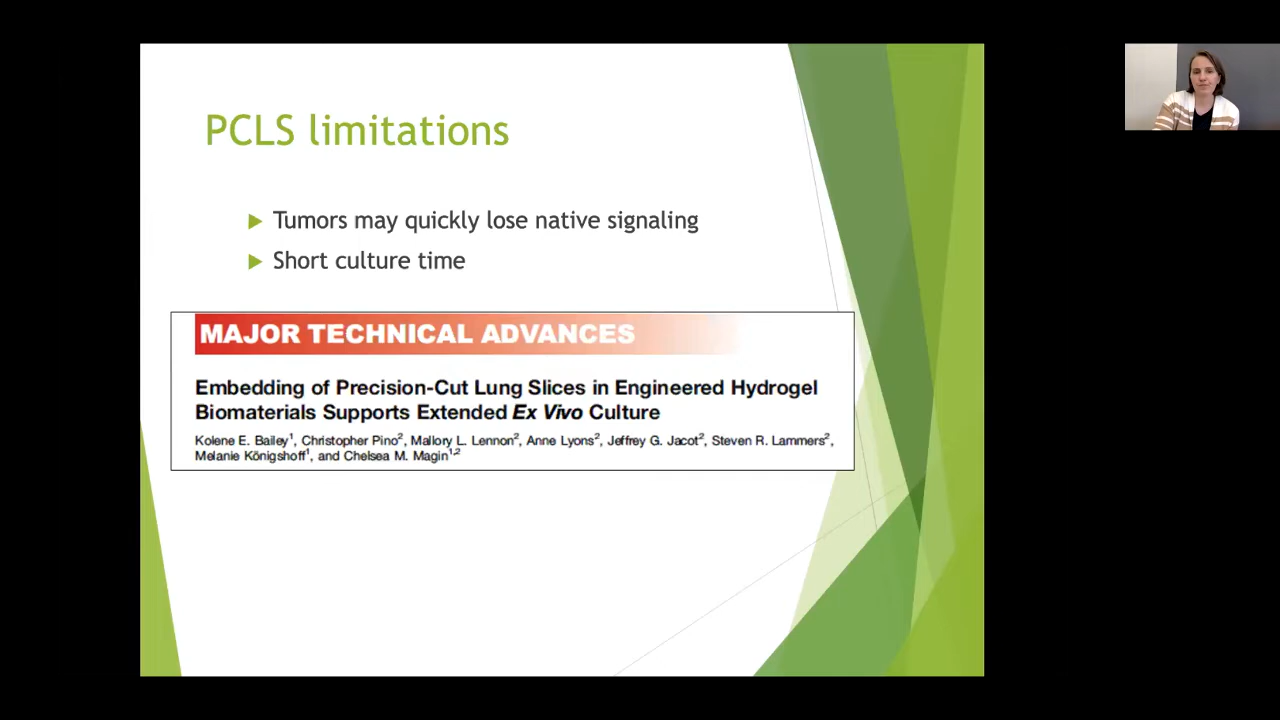 PCLS limitations
Tumors may quickly lose native signaling
Short culture time
MAJOR TECHNICAL ADVANCES
Embedding of Precision-Cut Lung Slices in Engineered Hydrogel
Biomaterials Supports Extended Ex Vivo Culture
Kolene E. Bailey¹, Christopher Pino², Mallory L. Lennon², Anne Lyons², Jeffrey G. Jacot², Steven R. Lammers²,
Melanie Königshoff¹, and Chelsea M. Magin¹,²